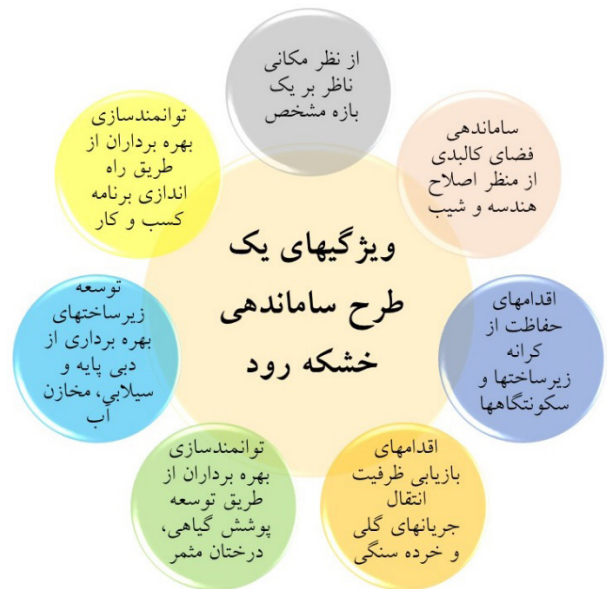 از نظر مکانی
ناظر بر یک
بازه مشخص
ساماندهی
فضای کالبدی
از منظر اصلاح
هندسه و شیب
اقدامهای
حفاظت از
کرانه
زیرساختها و
سکونتگاهها
اقدامهای
بازیابی ظرفیت
انتقال
جریانهای گلی
و خرده سنگی
توانمندسازی
بهره برداران از
طریق توسعه
پوشش گیاهی،
درختان مثمر
توسعه
زیرساختهای
بهره برداری از
دبی پایه و
سیلابی، مخازن
آب
توانمندسازی
بهره برداران از
طریق راه
اندازی برنامه
کسب و کار
ویژگیهای یک
طرح ساماندهی
خشکه رود